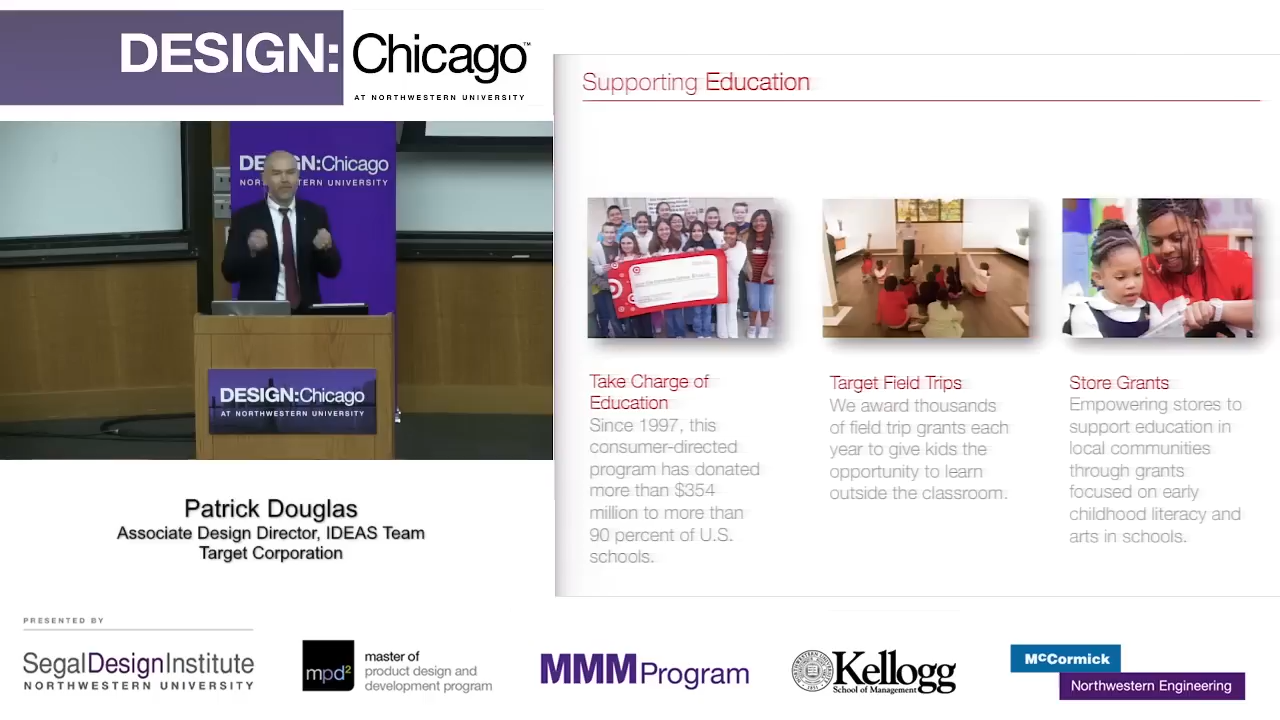 DESIGN:Chicago™
AT NORTHWESTERN UNIVERSITY
DESIGN:Chicago
NORTHWESTERN UNIVERSITY
DESIGN:Chicago
AT NORTHWESTERN UNIVERSITY
Patrick Douglas
Associate Design Director, IDEAS Team
Target Corporation
Supporting Education
Take Charge of
Education
Since 1997, this
consumer-directed
program has donated
more than $354
million to more than
90 percent of U.S.
schools.
Target Field Trips
We award thousands
of field trip grants each
year to give kids the
opportunity to learn
outside the classroom.
Store Grants
Empowering stores to
support education in
local communities
through grants
focused on early
childhood literacy and
arts in schools.
PRESENTED BY
SegalDesignInstitute
NORTHWESTERN UNIVERSITY
mpd²
master of
product design and
development program
MMM Program
Kellogg
School of Management
McCormick
Northwestern Engineering